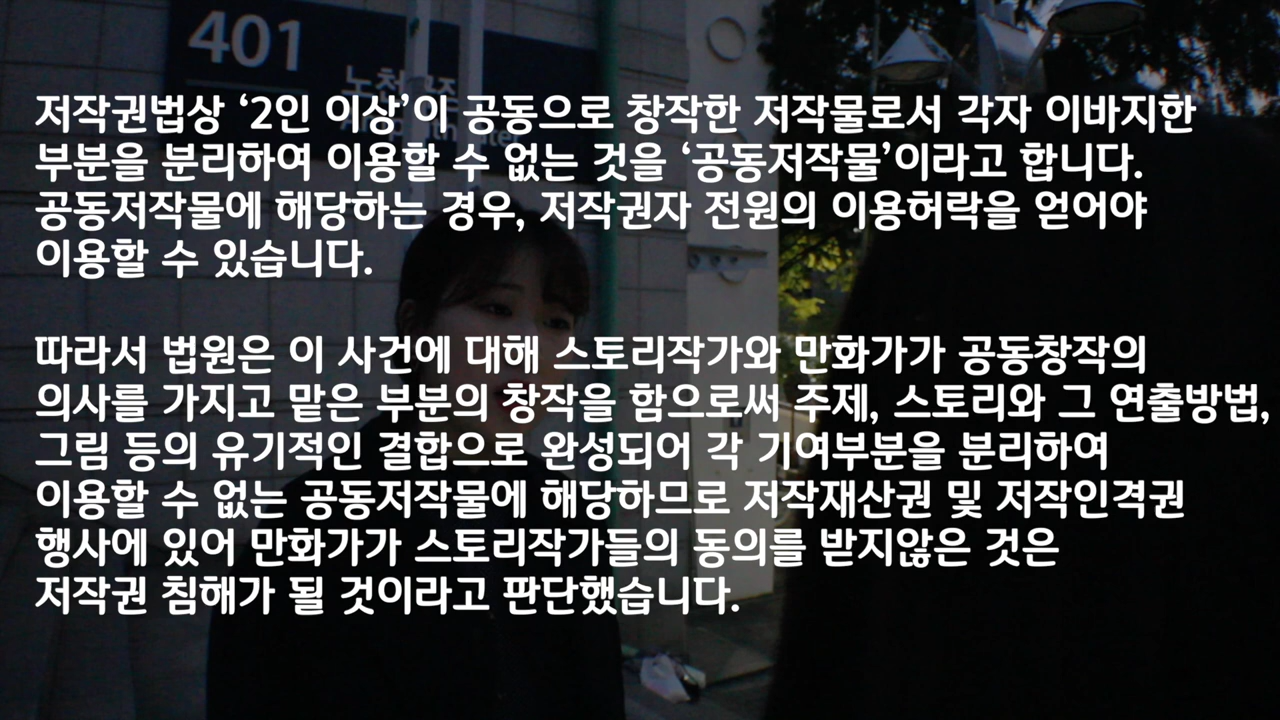 401
저작권법상 ‘2인 이상’이 공동으로 창작한 저작물로서 각자 이바지한
부분을 분리하여 이용할 수 없는 것을 ‘공동저작물’이라고 합니다.
공동저작물에 해당하는 경우, 저작권자 전원의 이용허락을 얻어야
이용할 수 있습니다.
따라서 법원은 이 사건에 대해 스토리작가와 만화가가 공동창작의
의사를 가지고 맡은 부분의 창작을 함으로써 주제, 스토리와 그 연출방법,
그림 등의 유기적인 결합으로 완성되어 각 기여부분을 분리하여
이용할 수 없는 공동저작물에 해당하므로 저작재산권 및 저작인격권
행사에 있어 만화가가 스토리작가들의 동의를 받지않은 것은
저작권 침해가 될 것이라고 판단했습니다.